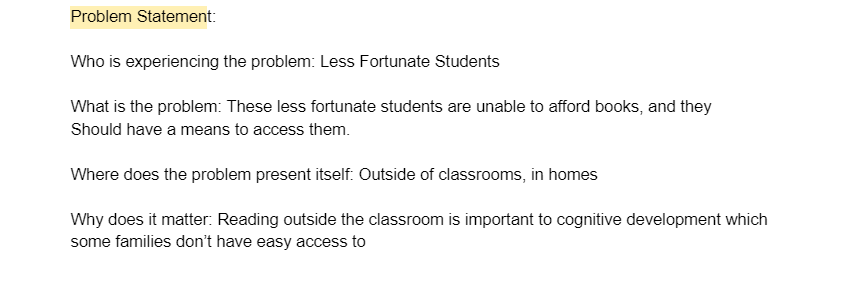 Problem Statement:
Who is experiencing the problem: Less Fortunate Students
What is the problem: These less fortunate students are unable to afford books, and they
Should have a means to access them.
Where does the problem present itself: Outside of classrooms, in homes
Why does it matter: Reading outside the classroom is important to cognitive development which
some families don’t have easy access to